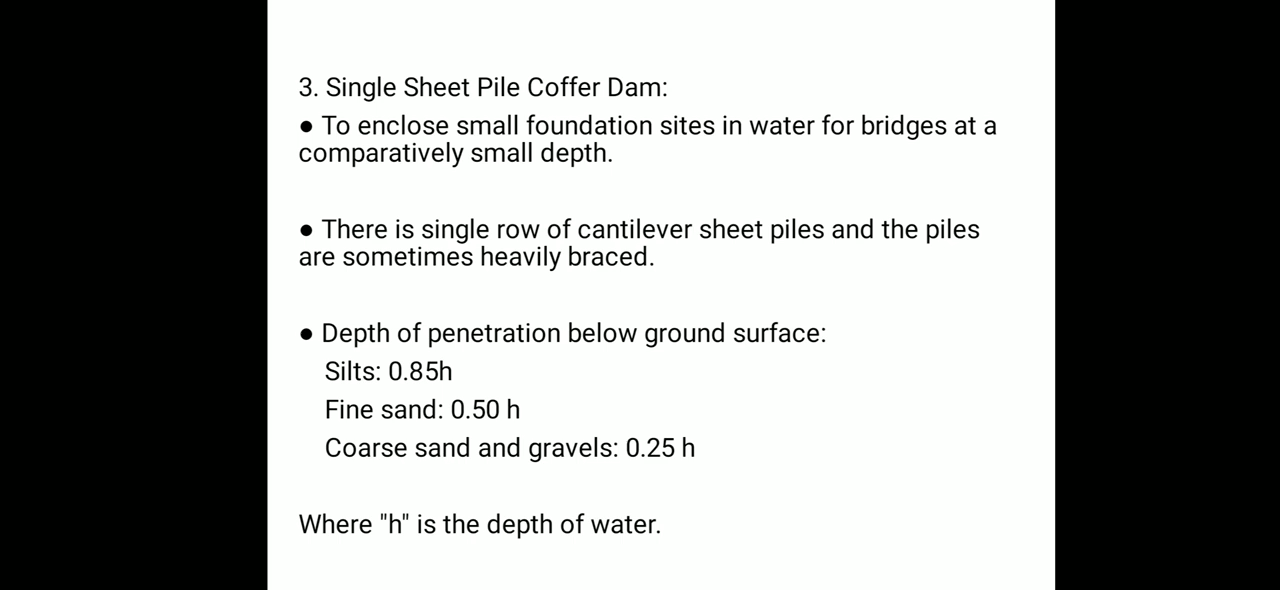 3. Single Sheet Pile Coffer Dam:
● To enclose small foundation sites in water for bridges at a
comparatively small depth.
● There is single row of cantilever sheet piles and the piles
are sometimes heavily braced.
● Depth of penetration below ground surface:
Silts: 0.85h
Fine sand: 0.50 h
Coarse sand and gravels: 0.25 h
Where "h" is the depth of water.